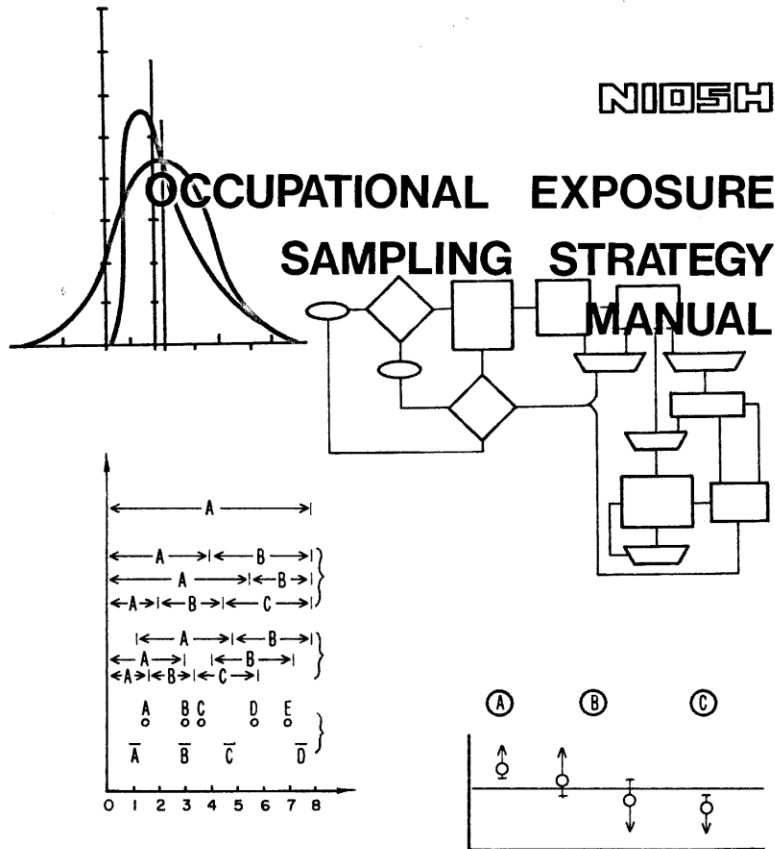 NIOSH
OCCUPATIONAL EXPOSURE
SAMPLING STRATEGY
MANUAL
A
A B
A B
A B C
A B
A B
A B C
A B C D E
A B C D
0 1 2 3 4 5 6 7 8
A B C